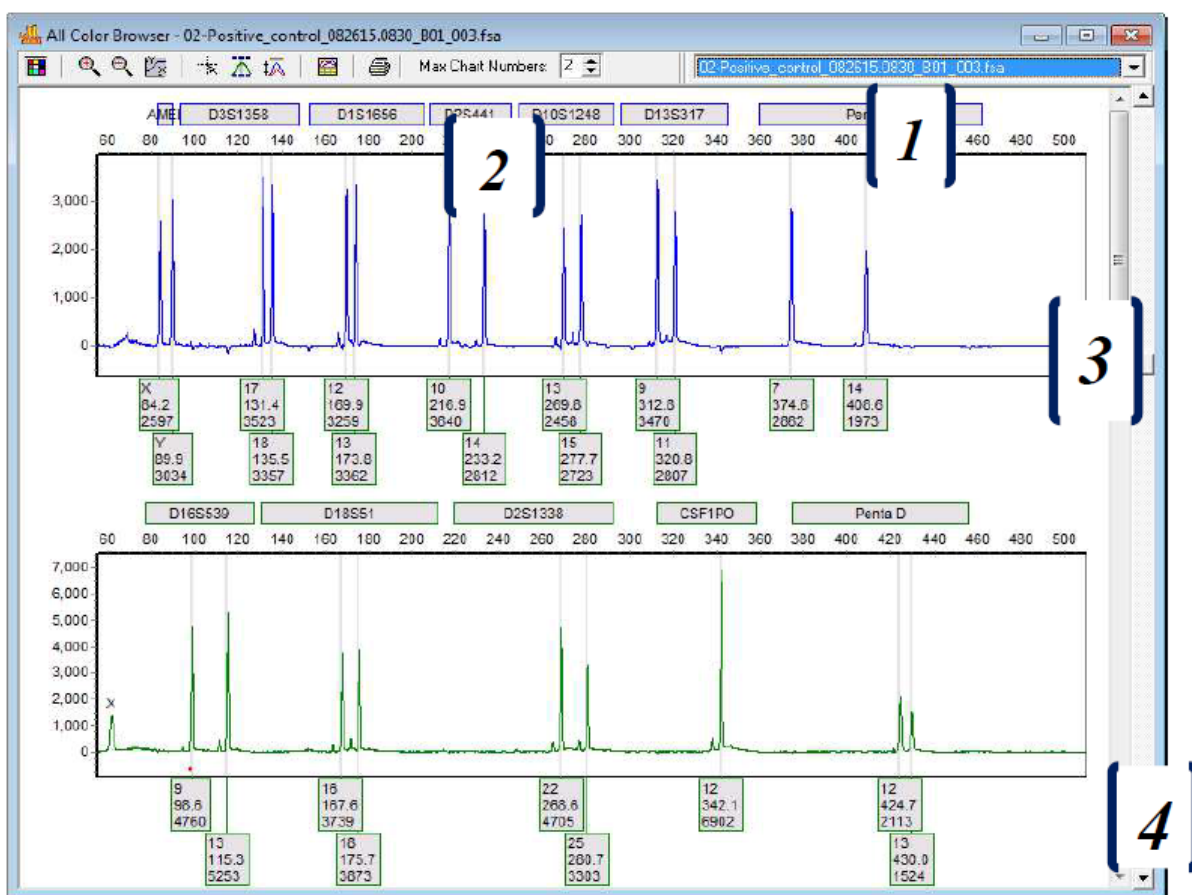 All Color Browser - 02-Positive_control_082615.0830_B01_003.fsa
Max Chart Numbers: 2
02-Positive_control_082615.0830_B01_003.fsa
D3S1358 D1S1656 D2S441 D10S1248 D13S317
1
60 80 100 120 140 160 180 200 260 280 300 320 340 360 380 400 460 480 500
2
3,000
2,000
1,000
0
3
X 17 12 10 13 9 7 14
84.2 131.4 169.9 216.9 269.8 312.8 374.6 408.6
2597 3523 3259 3640 2458 3470 2862 1973
Y 18 13 14 15 11
89.9 135.5 173.8 233.2 277.7 320.8
3034 3357 3362 2812 2723 2807
D16S539 D18S51 D2S1338 CSF1PO Penta D
60 80 100 120 140 160 180 200 220 240 260 280 300 320 340 360 380 400 420 440 460 480 500
7,000
6,000
5,000
4,000
3,000
2,000
X
1,000
0
9 16 22 12 12
98.6 167.6 268.6 342.1 424.7
4760 3739 4705 6902 2113
4
13 18 25 13
115.3 175.7 280.7 430.0
5253 3873 3303 1524